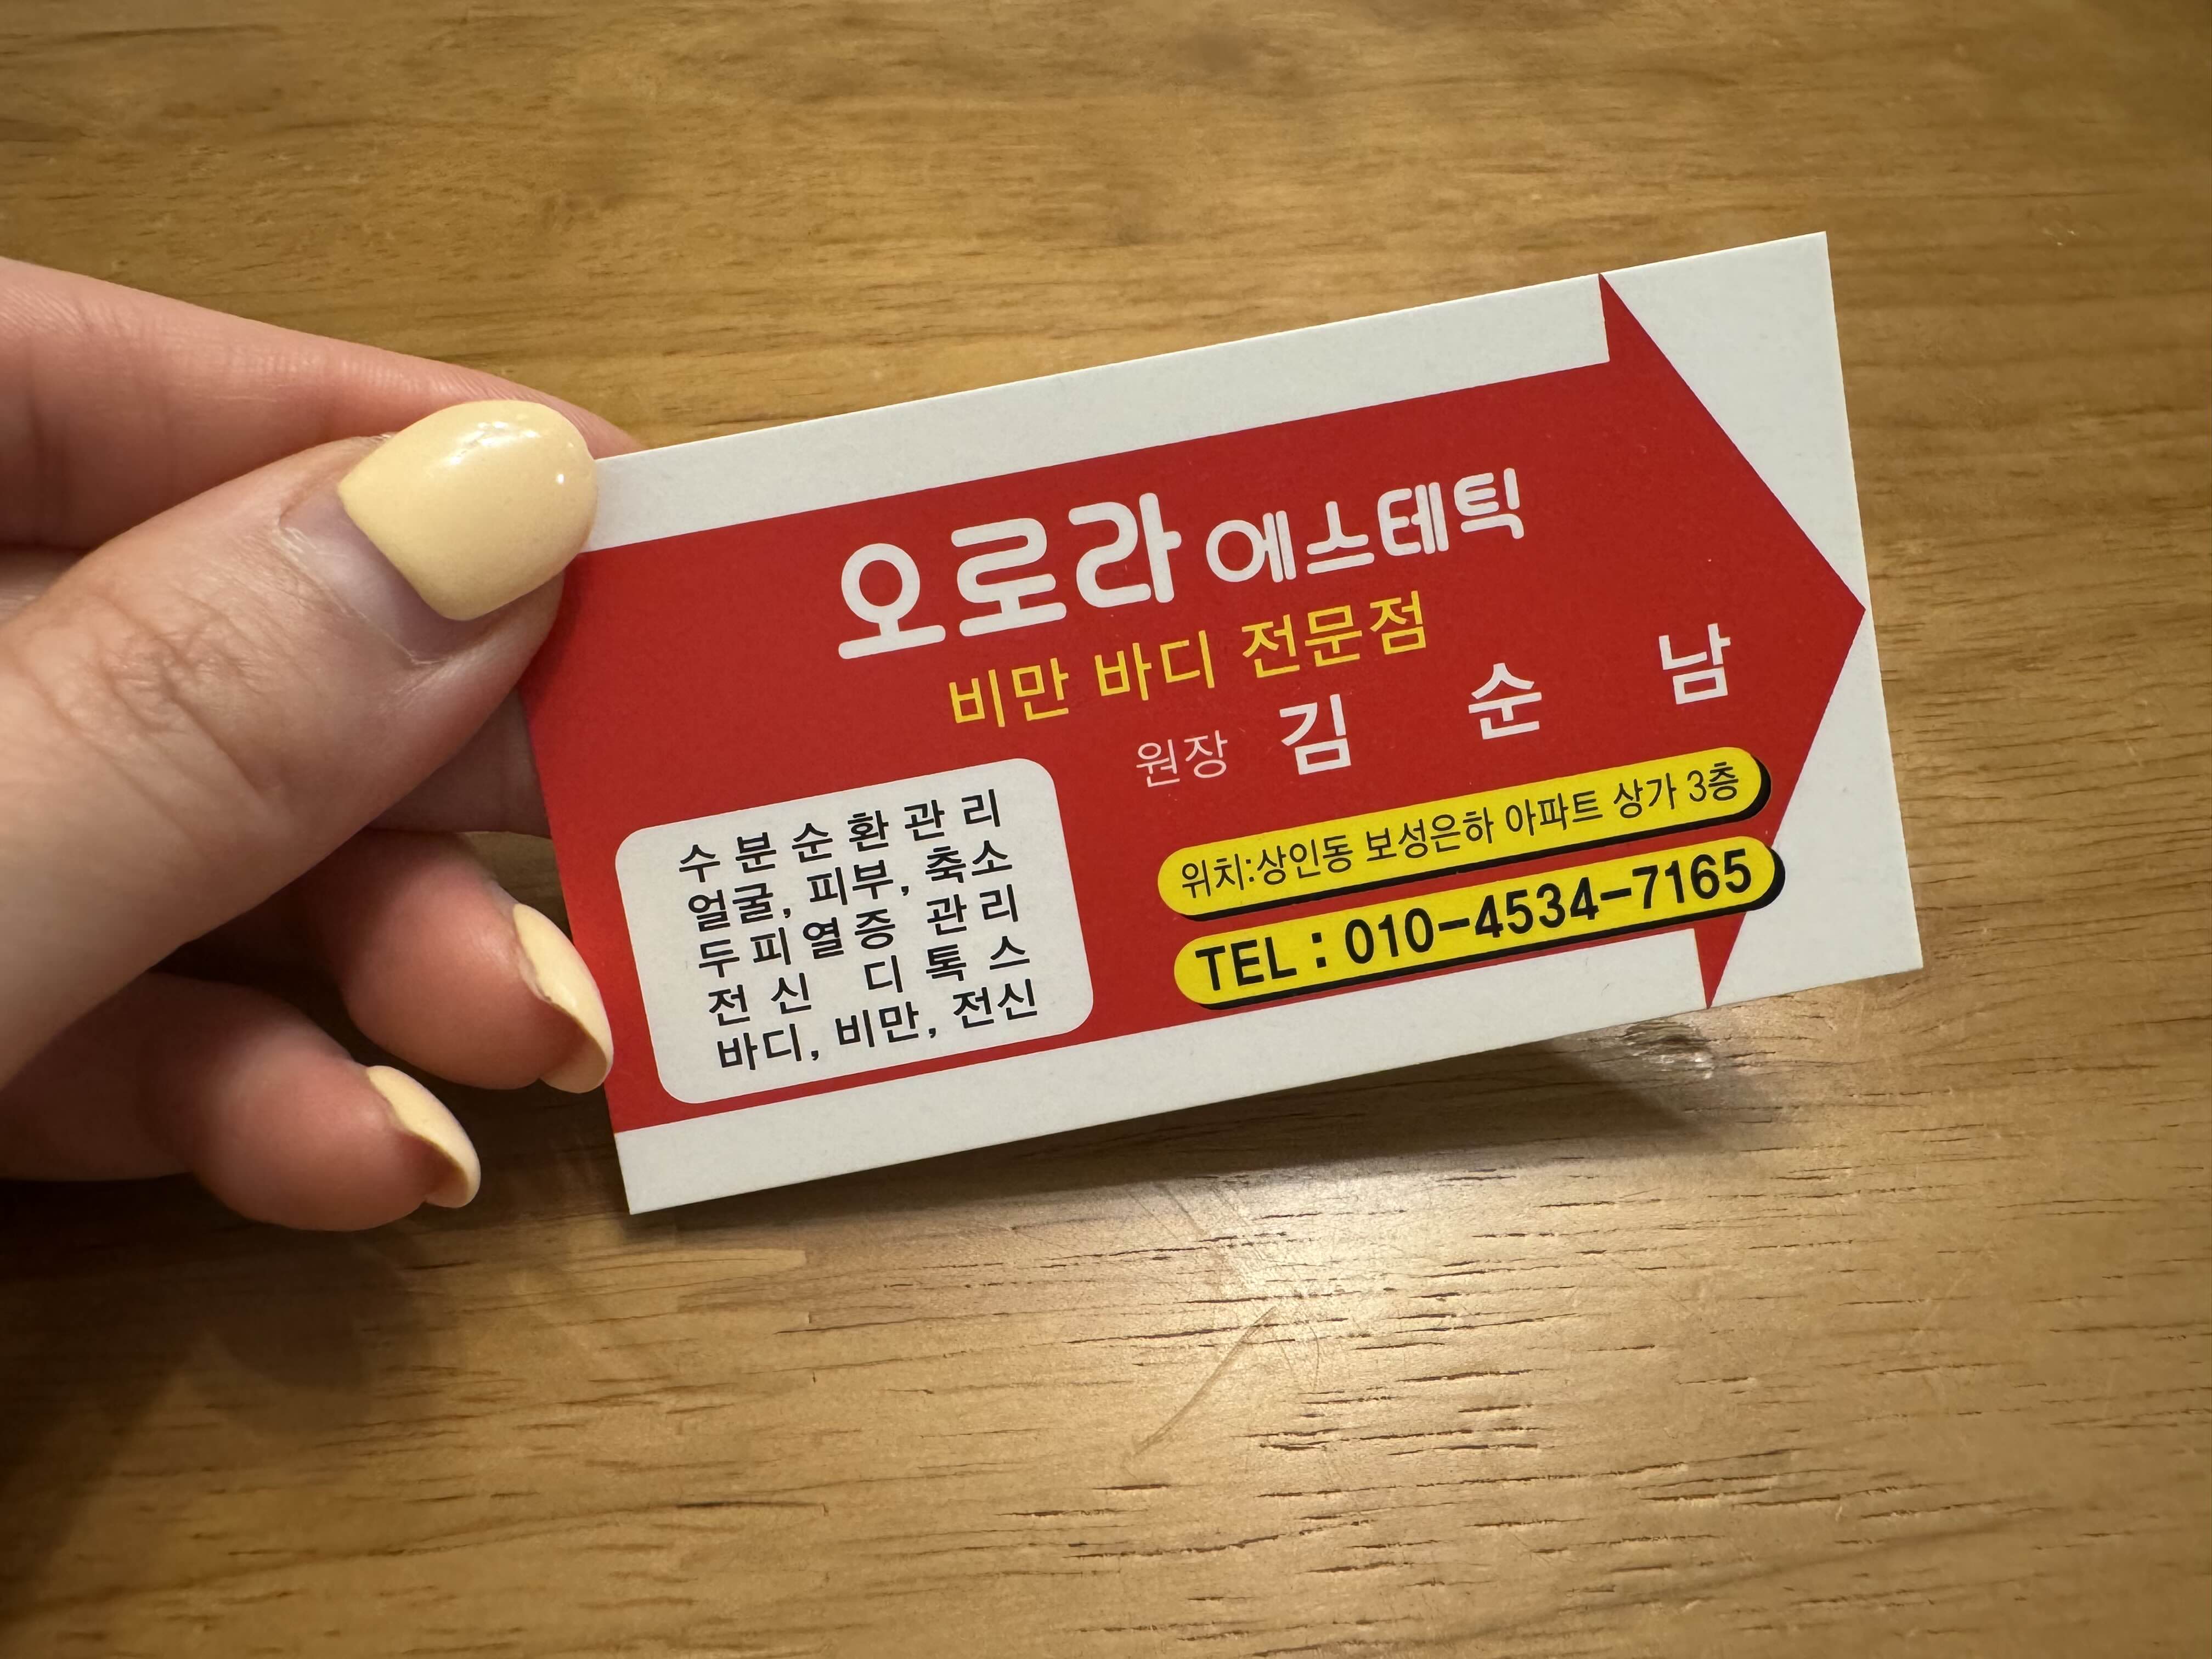 오로라 에스테틱
비만 바디 전문점
원장 김 순 남
수분순환관리
얼굴, 피부, 축소
두피열증 관리
전신 디톡스
바디, 비만, 전신
위치:상인동 보성은하 아파트 상가 3층
TEL : 010-4534-7165